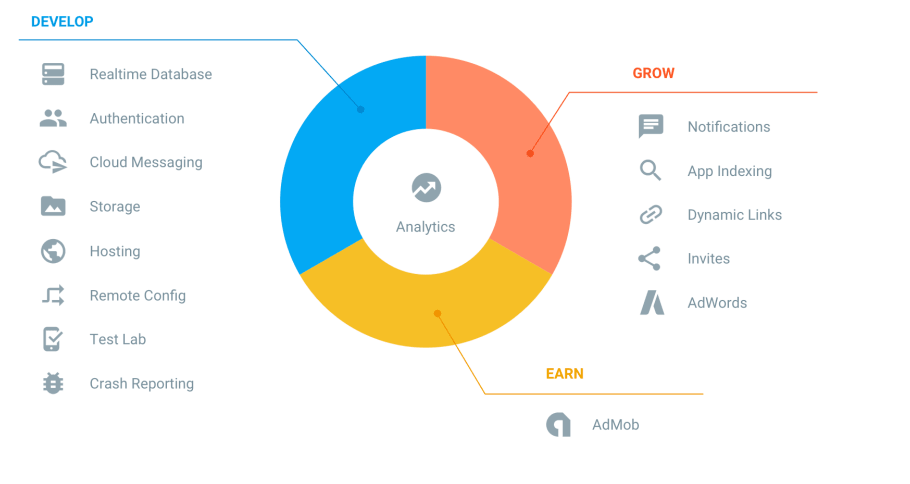 DEVELOP
Realtime Database
Authentication
Cloud Messaging
Storage
Hosting
Remote Config
Test Lab
Crash Reporting
Analytics
GROW
Notifications
App Indexing
Dynamic Links
Invites
AdWords
EARN
AdMob